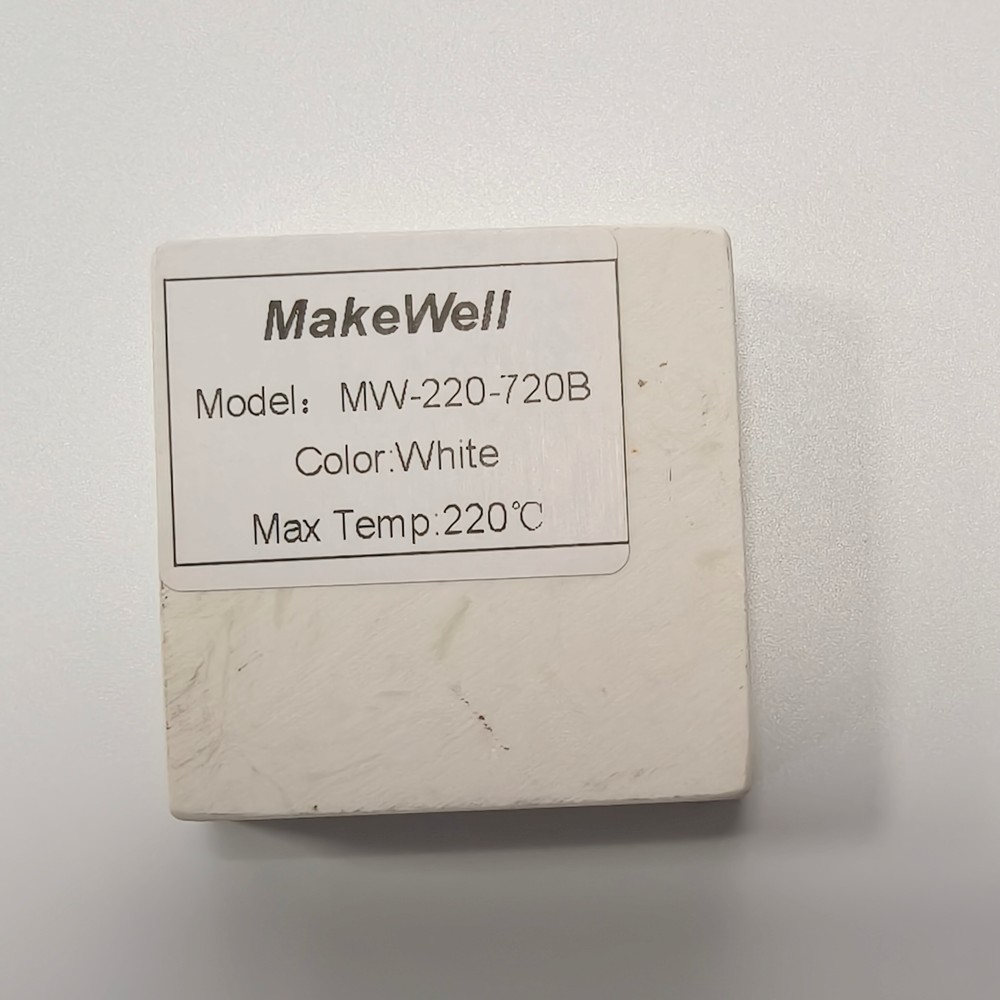 MakeWell
Model：MW-220-720B
Color:White
Max Temp:220℃